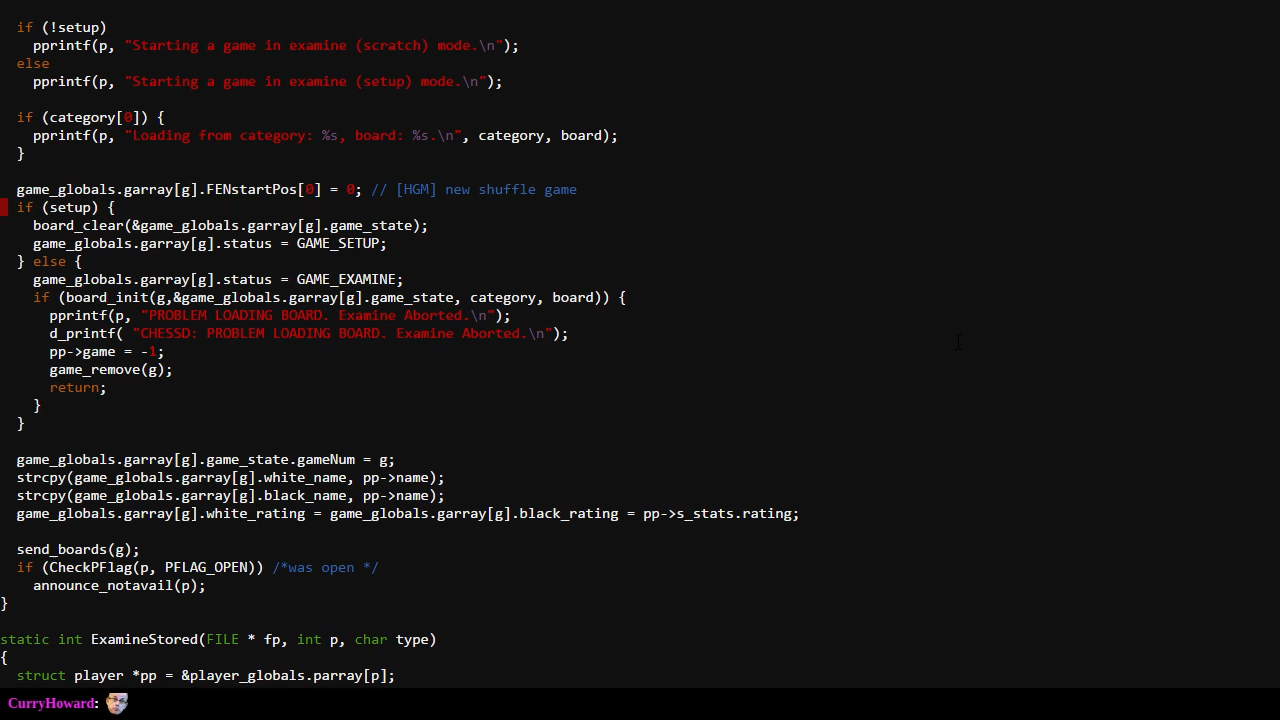 if (!setup)
pprintf(p, "Starting a game in examine (scratch) mode.\n");
else
pprintf(p, "Starting a game in examine (setup) mode.\n");
if (category[0]) {
pprintf(p, "Loading from category: %s, board: %s.\n", category, board);
}
game_globals.garray[g].FENstartPos[0] = 0; // [HGM] new shuffle game
if (setup) {
board_clear(&game_globals.garray[g].game_state);
game_globals.garray[g].status = GAME_SETUP;
} else {
game_globals.garray[g].status = GAME_EXAMINE;
if (board_init(g,&game_globals.garray[g].game_state, category, board)) {
pprintf(p, "PROBLEM LOADING BOARD. Examine Aborted.\n");
d_printf( "CHESSD: PROBLEM LOADING BOARD. Examine Aborted.\n");
pp->game = -1;
game_remove(g);
return;
}
}
game_globals.garray[g].game_state.gameNum = g;
strcpy(game_globals.garray[g].white_name, pp->name);
strcpy(game_globals.garray[g].black_name, pp->name);
game_globals.garray[g].white_rating = game_globals.garray[g].black_rating = pp->s_stats.rating;
send_boards(g);
if (CheckPFlag(p, PFLAG_OPEN)) /*was open */
announce_notavail(p);
}
static int ExamineStored(FILE * fp, int p, char type)
{
struct player *pp = &player_globals.parray[p];
CurryHoward: